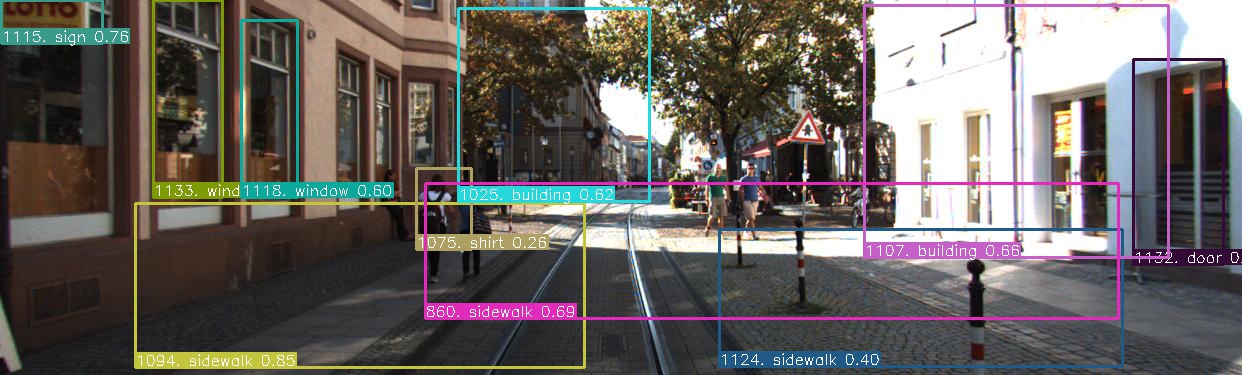 LOTTO
1115. sign 0.76
1133. wind
1118. window 0.60
1025. building 0.62
1075. shirt 0.26
1107. building 0.66
1132. door 0.
860. sidewalk 0.69
1094. sidewalk 0.85
1124. sidewalk 0.40